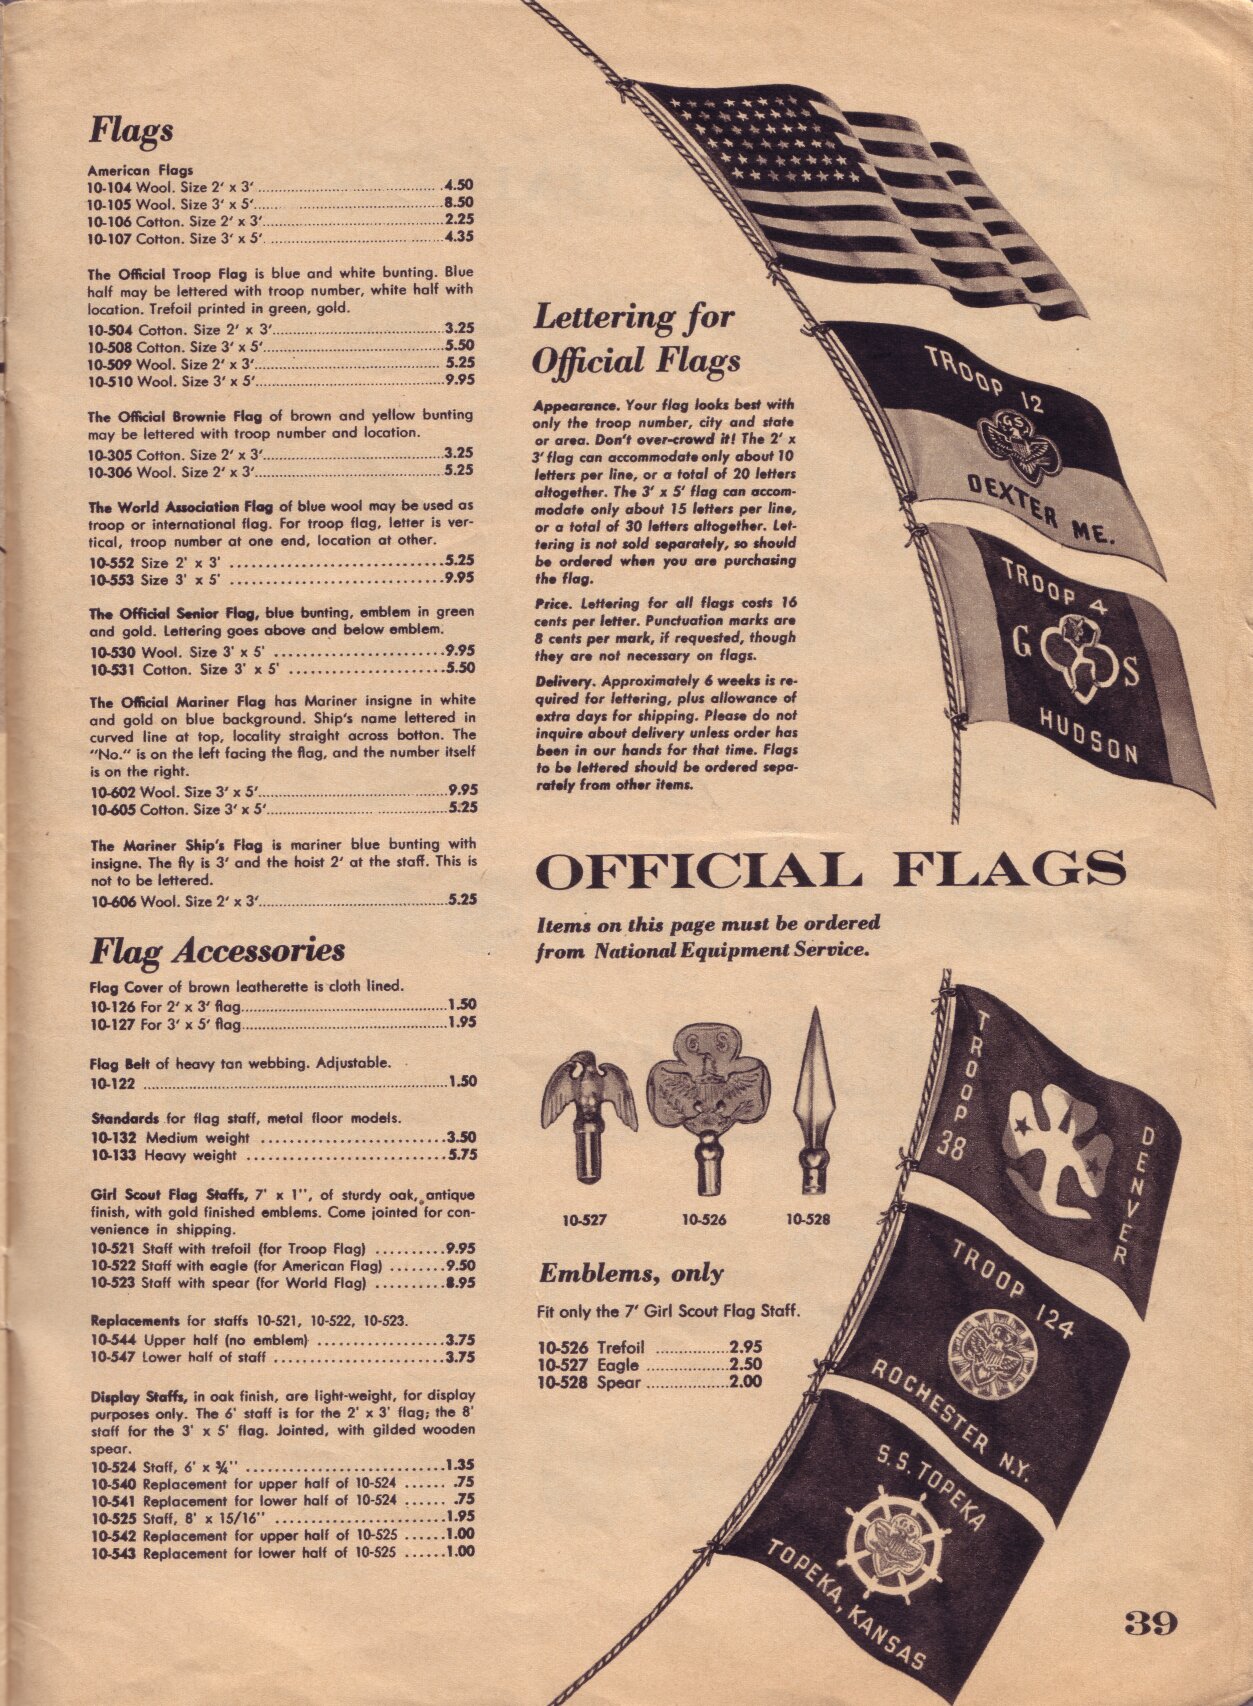 Flags
American Flags
10-104 Wool. Size 2' x 3' 4.50
10-105 Wool. Size 3' x 5' 8.50
10-106 Cotton. Size 2' x 3' 2.25
10-107 Cotton. Size 3' x 5' 4.35
The Official Troop Flag is blue and white bunting. Blue
half may be lettered with troop number, white half with
location. Trefoil printed in green, gold.
10-504 Cotton. Size 2' x 3' 3.25
10-508 Cotton. Size 3' x 5' 5.50
10-509 Wool. Size 2' x 3' 5.25
10-510 Wool. Size 3' x 5' 9.95
The Official Brownie Flag of brown and yellow bunting
may be lettered with troop number and location.
10-305 Cotton. Size 2' x 3' 3.25
10-306 Wool. Size 2' x 3' 5.25
The World Association Flag of blue wool may be used as
troop or international flag. For troop flag, letter is ver-
tical, troop number at one end, location at other.
10-552 Size 2' x 3' 5.25
10-553 Size 3' x 5' 9.95
The Official Senior Flag, blue bunting, emblem in green
and gold. Lettering goes above and below emblem.
10-530 Wool. Size 3' x 5' 9.95
10-531 Cotton. Size 3' x 5' 5.50
The Official Mariner Flag has Mariner insigne in white
and gold on blue background. Ship's name lettered in
curved line at top, locality straight across botton. The
"No." is on the left facing the flag, and the number itself
is on the right.
10-602 Wool. Size 3' x 5' 9.95
10-605 Cotton. Size 3' x 5' 5.25
The Mariner Ship's Flag is mariner blue bunting with
insigne. The fly is 3' and the hoist 2' at the staff. This is
not to be lettered.
10-606 Wool. Size 2' x 3' 5.25
Flag Accessories
Flag Cover of brown leatherette is cloth lined.
10-126 For 2' x 3' flag 1.50
10-127 For 3' x 5' flag 1.95
Flag Belt of heavy tan webbing. Adjustable.
10-122 1.50
Standards for flag staff, metal floor models.
10-132 Medium weight 3.50
10-133 Heavy weight 5.75
Girl Scout Flag Staffs, 7' x 1", of sturdy oak, antique
finish, with gold finished emblems. Come jointed for con-
venience in shipping.
10-521 Staff with trefoil (for Troop Flag) 9.95
10-522 Staff with eagle (for American Flag) 9.50
10-523 Staff with spear (for World Flag) 8.95
Replacements for staffs 10-521, 10-522, 10-523.
10-544 Upper half (no emblem) 3.75
10-547 Lower half of staff 3.75
Display Staffs, in oak finish, are light-weight, for display
purposes only. The 6' staff is for the 2' x 3' flag; the 8'
staff for the 3' x 5' flag. Jointed, with gilded wooden
spear.
10-524 Staff, 6' x ¾" 1.35
10-540 Replacement for upper half of 10-524 .75
10-541 Replacement for lower half of 10-524 .75
10-525 Staff, 8' x 15/16" 1.95
10-542 Replacement for upper half of 10-525 1.00
10-543 Replacement for lower half of 10-525 1.00
Lettering for
Official Flags
Appearance. Your flag looks best with
only the troop number, city and state
or area. Don't over-crowd it! The 2' x
3' flag can accommodate only about 10
letters per line, or a total of 20 letters
altogether. The 3' x 5' flag can accom-
modate only about 15 letters per line,
or a total of 30 letters altogether. Let-
tering is not sold separately, so should
be ordered when you are purchasing
the flag.
Price. Lettering for all flags costs 16
cents per letter. Punctuation marks are
8 cents per mark, if requested, though
they are not necessary on flags.
Delivery. Approximately 6 weeks is re-
quired for lettering, plus allowance of
extra days for shipping. Please do not
inquire about delivery unless order has
been in our hands for that time. Flags
to be lettered should be ordered sepa-
rately from other items.
TROOP 12
GS
DEXTER ME.
TROOP 4
G S
HUDSON
OFFICIAL FLAGS
Items on this page must be ordered
from National Equipment Service.
G S
10-527 10-526 10-528
Emblems, only
Fit only the 7' Girl Scout Flag Staff.
10-526 Trefoil 2.95
10-527 Eagle 2.50
10-528 Spear 2.00
TROOP 38
DENVER
TROOP 124
ROCHESTER N.Y.
S.S. TOPEKA
TOPEKA, KANSAS
39